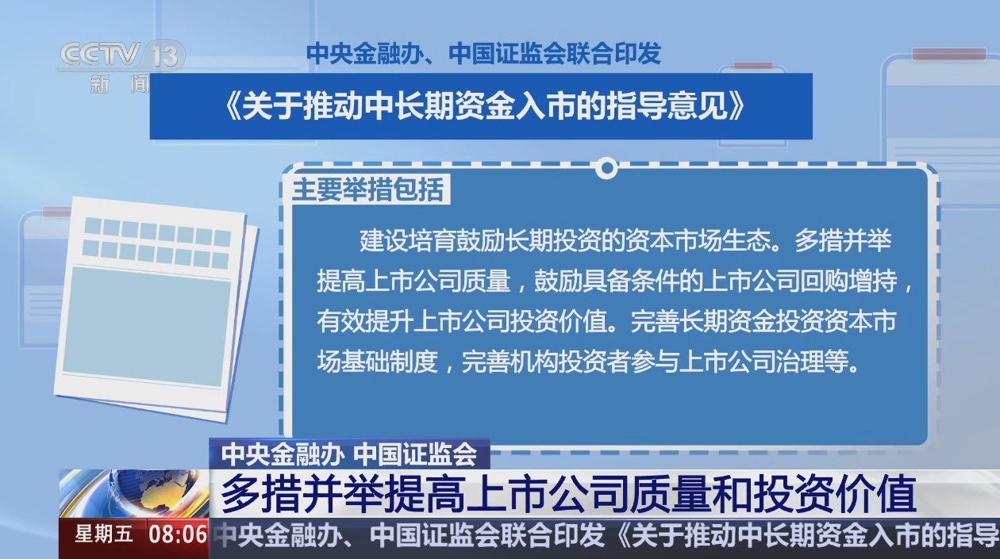 CCTV 13
新闻
中央金融办、中国证监会联合印发
《关于推动中长期资金入市的指导意见》
主要举措包括
建设培育鼓励长期投资的资本市场生态。多措并举
提高上市公司质量，鼓励具备条件的上市公司回购增持，
有效提升上市公司投资价值。完善长期资金投资资本市
场基础制度，完善机构投资者参与上市公司治理等。
中央金融办 中国证监会
多措并举提高上市公司质量和投资价值
星期五 08:06 中央金融办、中国证监会联合印发《关于推动中长期资金入市的指导